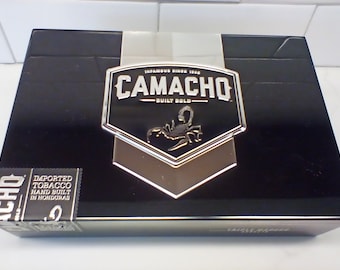 INFAMOUS SINCE 1962
CAMACHO
BUILT BOLD
CAMACHO
IMPORTED
TOBACCO
HAND BUILT
IN HONDURAS